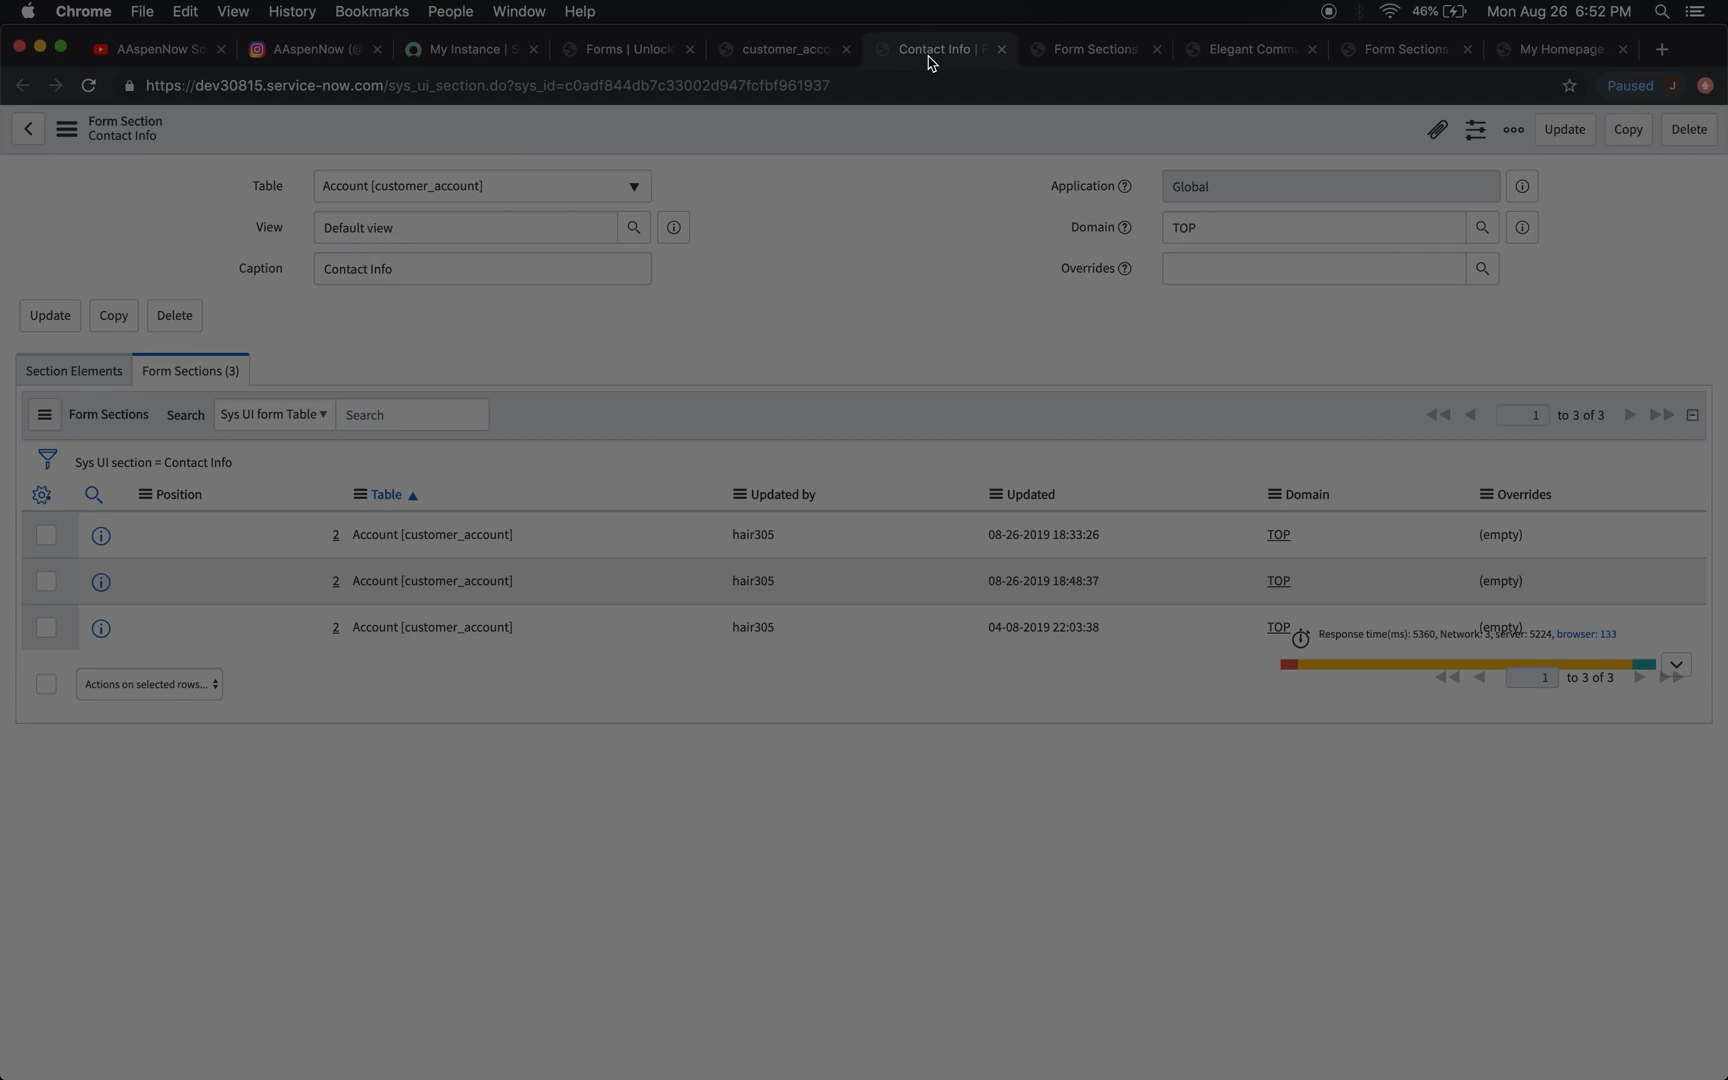 Chrome File Edit View History Bookmarks People Window Help 46% Mon Aug 26 6:52 PM
AAspenNow So AAspenNow (@ My Instance | S Forms | Unlock customer_acco Contact Info | F Form Sections Elegant Commu Form Sections My Homepage
https://dev30815.service-now.com/sys_ui_section.do?sys_id=c0adf844db7c33002d947fcfbf961937 Paused J
Form Section
Contact Info
Update Copy Delete
Table Account [customer_account] Application Global
View Default view Domain TOP
Caption Contact Info Overrides
Update Copy Delete
Section Elements Form Sections (3)
Form Sections Search Sys UI form Table Search 1 to 3 of 3
Sys UI section = Contact Info
Position Table Updated by Updated Domain Overrides
2 Account [customer_account] hair305 08-26-2019 18:33:26 TOP (empty)
2 Account [customer_account] hair305 08-26-2019 18:48:37 TOP (empty)
2 Account [customer_account] hair305 04-08-2019 22:03:38 TOP (empty)
Response time(ms): 5360, Network: 3, server: 5224, browser: 133
Actions on selected rows... 1 to 3 of 3